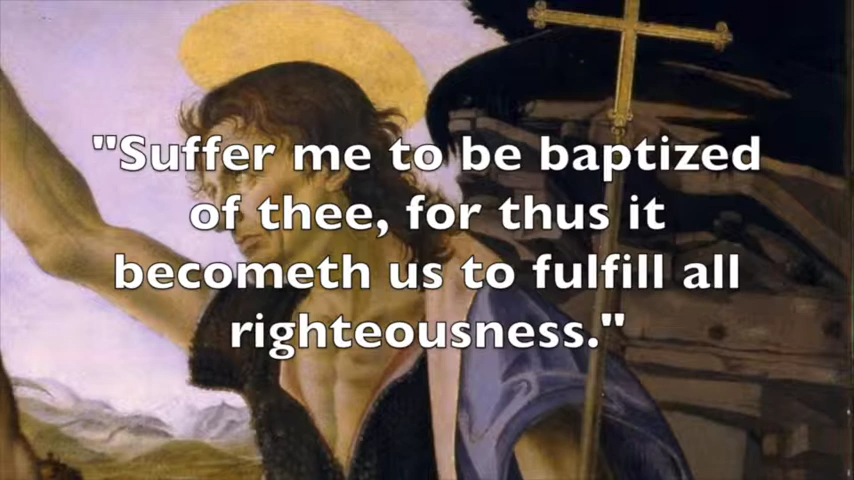 "Suffer me to be baptized
of thee, for thus it
becometh us to fulfill all
righteousness."